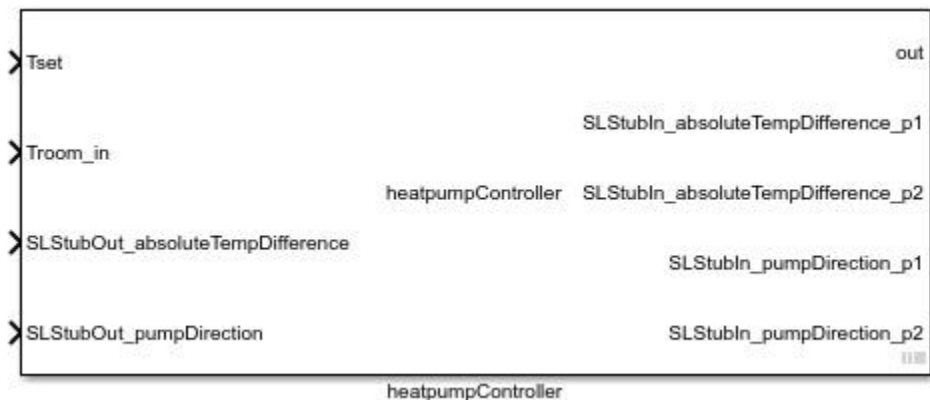 Tset
out
SLStubIn_absoluteTempDifference_p1
Troom_in
heatpumpController SLStubIn_absoluteTempDifference_p2
SLStubOut_absoluteTempDifference
SLStubIn_pumpDirection_p1
SLStubOut_pumpDirection
SLStubIn_pumpDirection_p2
heatpumpController